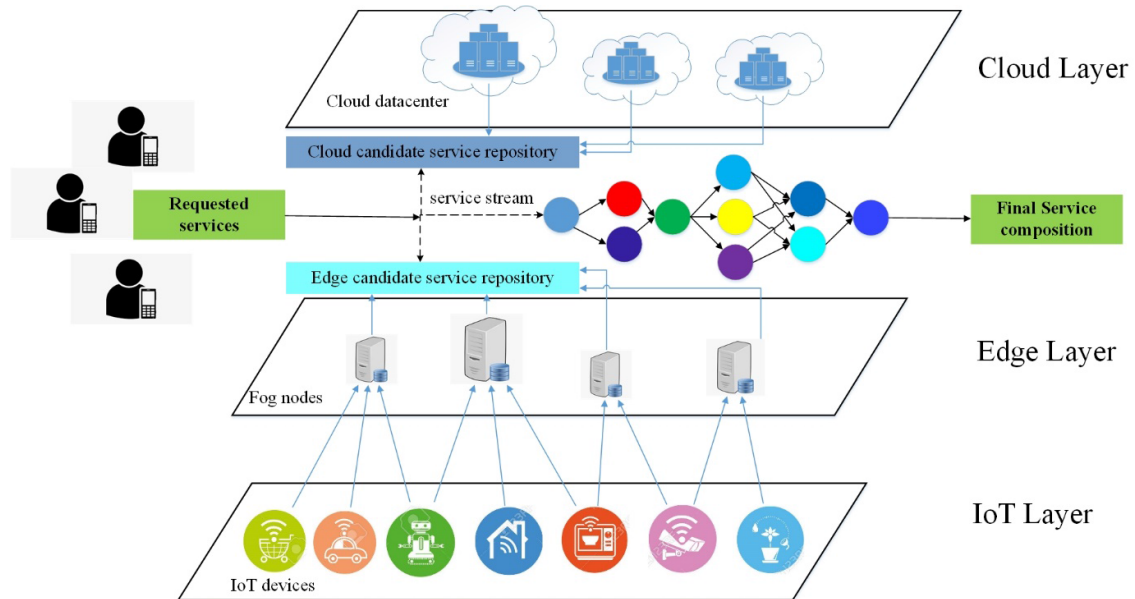 Cloud Layer
Cloud datacenter
Cloud candidate service repository
service stream
Requested
services
Final Service
composition
Edge candidate service repository
Edge Layer
Fog nodes
IoT Layer
IoT devices